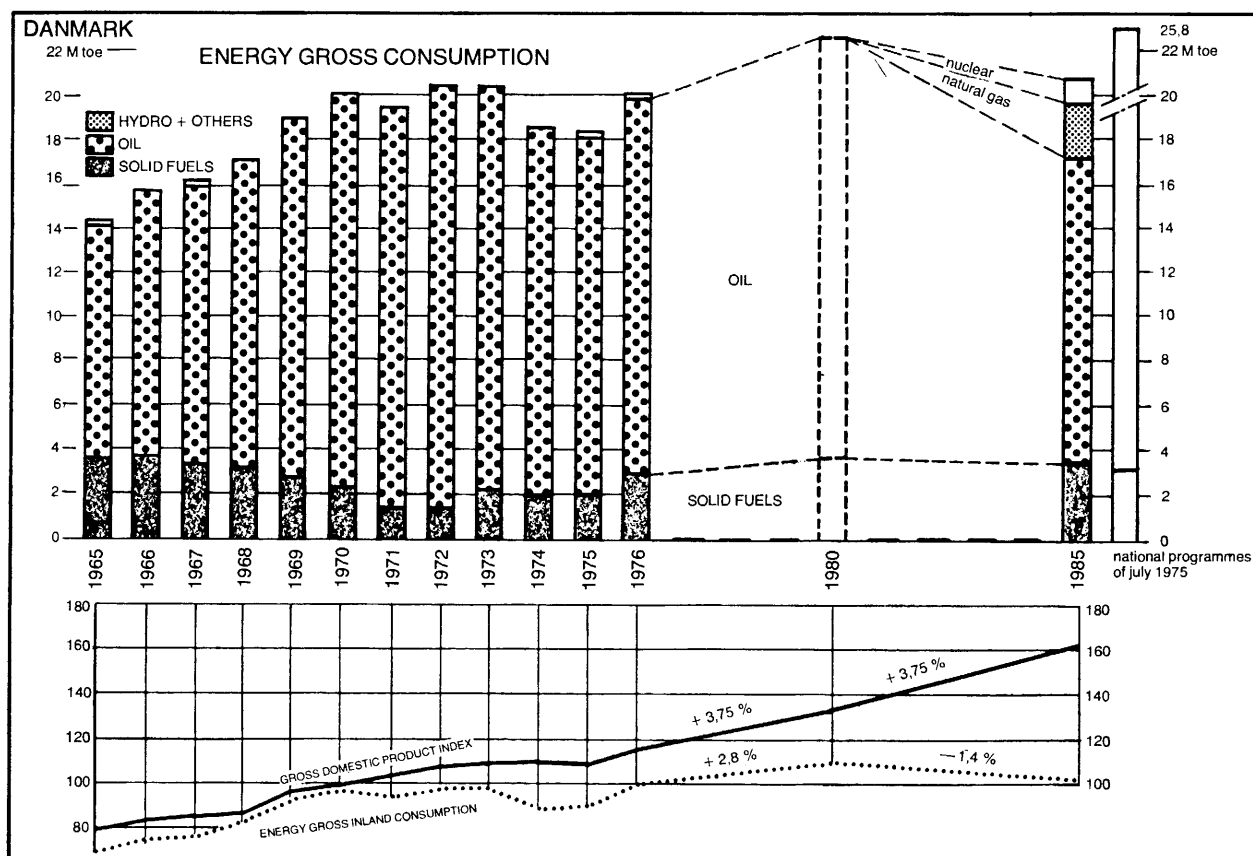 DANMARK
22 M toe
ENERGY GROSS CONSUMPTION
20
18
16
14
12
10
8
6
4
2
0
HYDRO + OTHERS
OIL
SOLID FUELS
nuclear
natural gas
OIL
SOLID FUELS
25,8
22 M toe
20
18
16
14
12
10
8
6
4
2
0
1965
1966
1967
1968
1969
1970
1971
1972
1973
1974
1975
1976
1980
1985
national programmes
of july 1975
180
160
140
120
100
80
GROSS DOMESTIC PRODUCT INDEX
ENERGY GROSS INLAND CONSUMPTION
+ 3,75 %
+ 3,75 %
+ 2,8 %
— 1,4 %
180
160
140
120
100